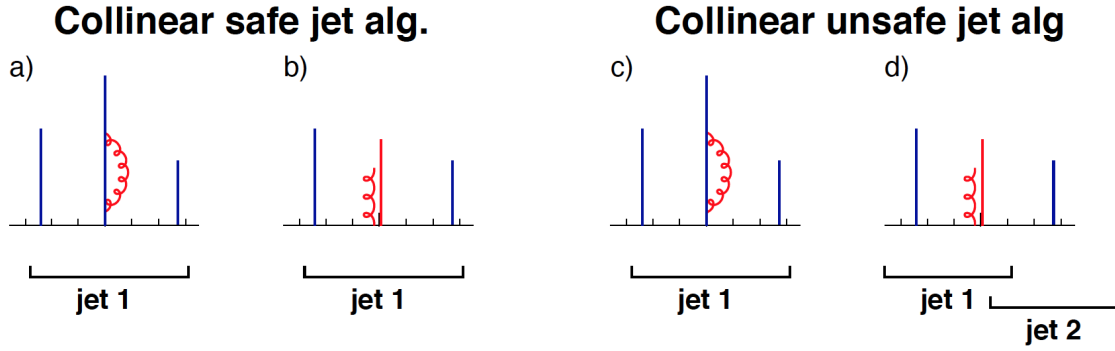 Collinear safe jet alg.
Collinear unsafe jet alg
a)
b)
c)
d)
jet 1
jet 1
jet 1
jet 1
jet 2